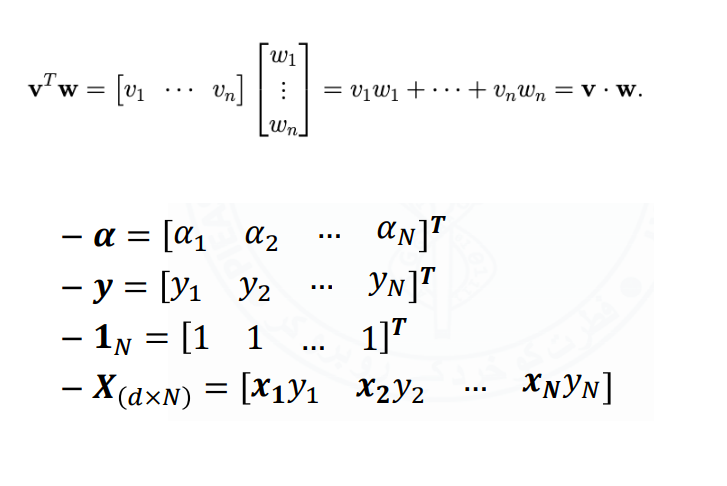 v^T w = [v_1 ⋯ v_n] [w_1 ⋮ w_n] = v_1w_1 + ⋯ + v_nw_n = v · w.
– α = [α_1 α_2 … α_N]^T
– y = [y_1 y_2 … y_N]^T
– 1_N = [1 1 … 1]^T
– X_(d×N) = [x_1y_1 x_2y_2 … x_Ny_N]